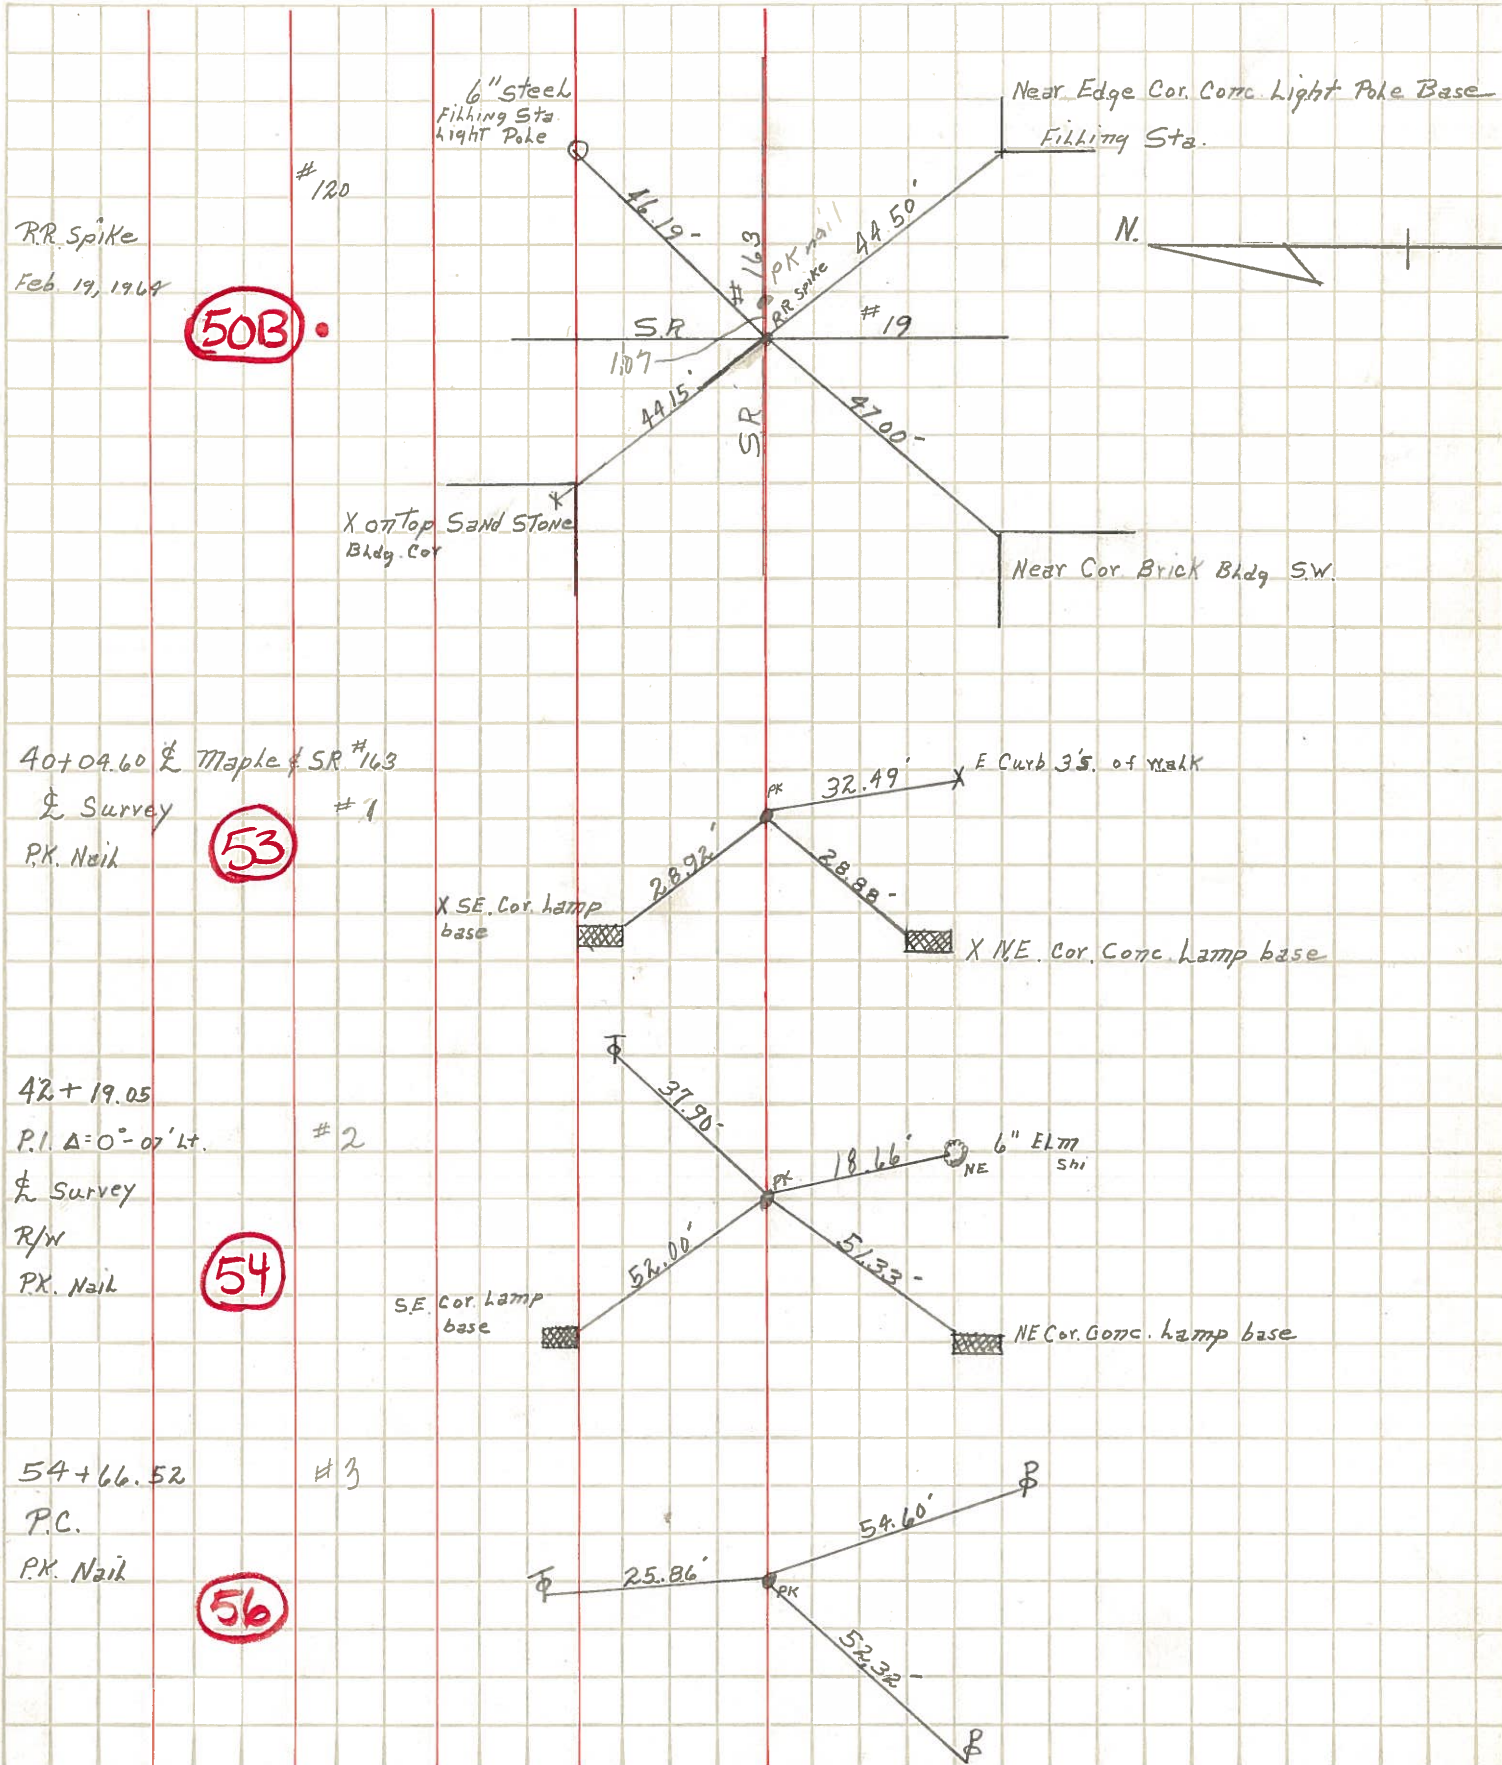 6" Steel
Filling Sta
Light Pole
Near Edge Cor. Conc. Light Pole Base
Filling Sta.
#120
R.R. Spike
Feb. 19, 1964
50B
46.19-
44.50'
# 163
PK nail
R.R. Spike
N.
S.R
#19
1.07
44.15'
S.R.
47.00-
X on Top Sand Stone
Bldg. Cor
Near Cor. Brick Bldg S.W.
40+04.60 ℄ Maple & SR #163
℄ Survey
#1
P.K. Nail
53
PK
32.49'
X
E Curb 3'S. of Walk
28.92'
28.88-
X SE. Cor. Lamp
base
X N.E. Cor. Conc. Lamp base
42+19.05
P.I. Δ=0°-07' Lt.
#2
℄ Survey
R/W
P.K. Nail
54
37.90-
PK
18.66'
NE
6" Elm
52.00'
51.33-
S.E. Cor. Lamp
base
NE Cor. Conc. Lamp base
54+66.52
#3
P.C.
P.K. Nail
56
54.60'
25.86'
PK
52.32-